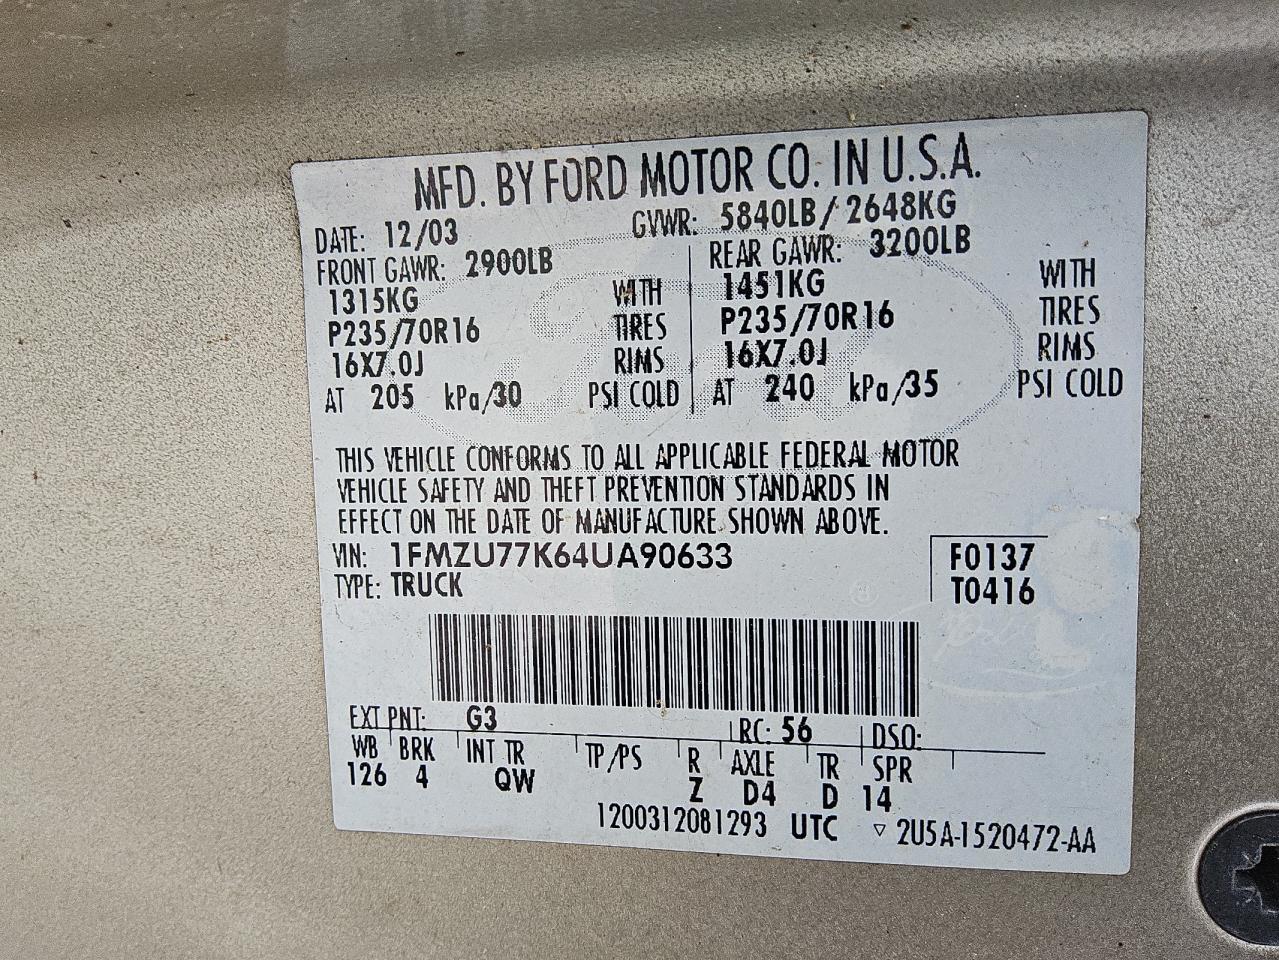 MFD. BY FORD MOTOR CO. IN U.S.A.
DATE: 12/03 GVWR: 5840LB/2648KG
FRONT GAWR: 2900LB REAR GAWR: 3200LB
1315KG WITH 1451KG WITH
P235/70R16 TIRES P235/70R16 TIRES
16X7.0J RIMS 16X7.0J RIMS
AT 205 kPa/30 PSI COLD AT 240 kPa/35 PSI COLD
THIS VEHICLE CONFORMS TO ALL APPLICABLE FEDERAL MOTOR
VEHICLE SAFETY AND THEFT PREVENTION STANDARDS IN
EFFECT ON THE DATE OF MANUFACTURE SHOWN ABOVE.
VIN: 1FMZU77K64UA90633 F0137
TYPE: TRUCK T0416
EXT PNT: G3 RC: 56 DSO:
WB BRK INT TR TP/PS R AXLE TR SPR
126 4 QW Z D4 D 14
1200312081293 UTC ▽ 2U5A-1520472-AA